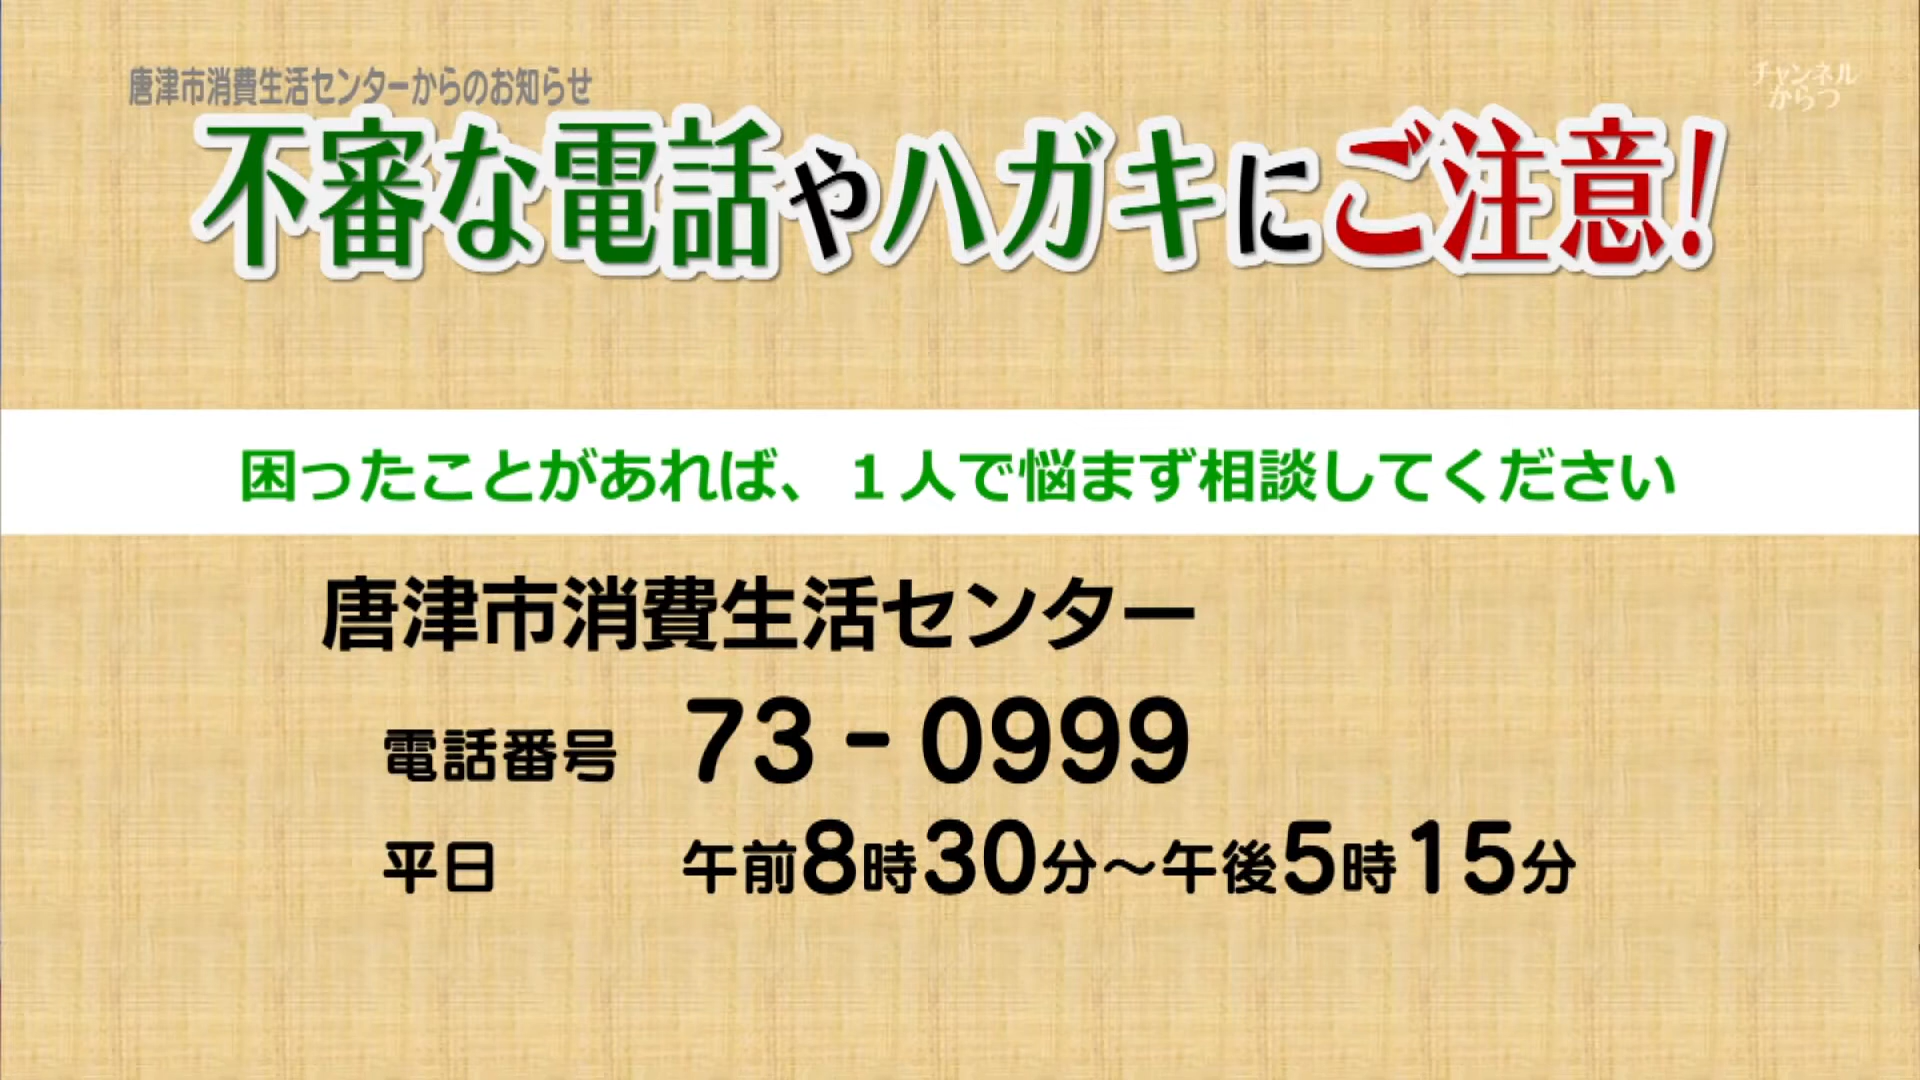 唐津市消費生活センターからのお知らせ
チャンネル
からつ
不審な電話やハガキにご注意！
困ったことがあれば、１人で悩まず相談してください
唐津市消費生活センター
電話番号 73-0999
平日 午前8時30分～午後5時15分